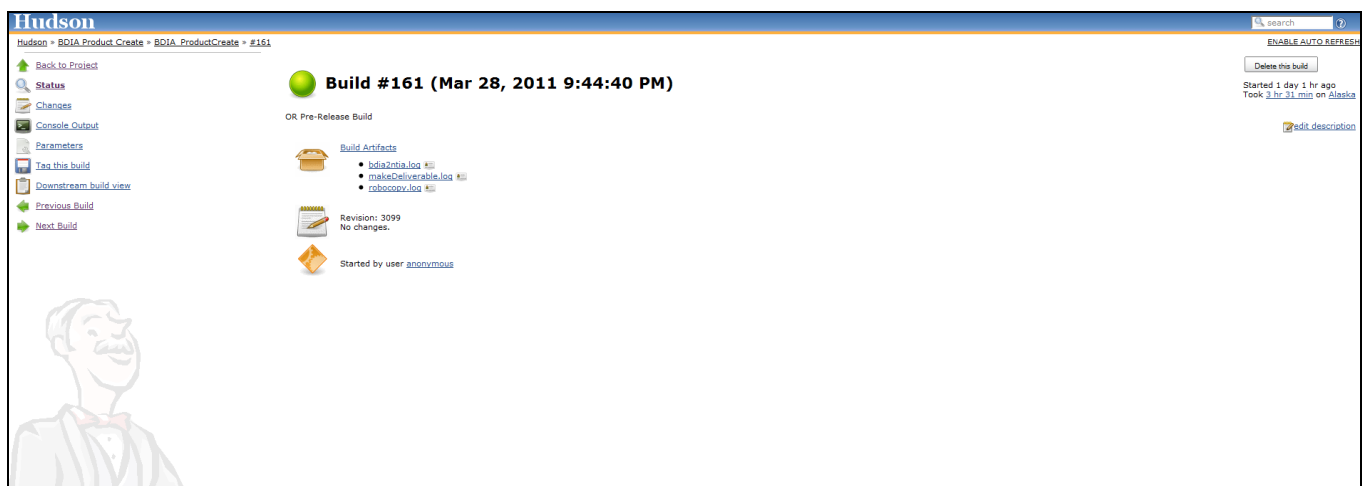 Hudson
search
Hudson » BDIA Product Create » BDIA_ProductCreate » #161
ENABLE AUTO REFRESH
Back to Project
Status
Changes
Console Output
Parameters
Tag this build
Downstream build view
Previous Build
Next Build
Build #161 (Mar 28, 2011 9:44:40 PM)
Delete this build
Started 1 day 1 hr ago
Took 3 hr 31 min on Alaska
OR Pre-Release Build
edit description
Build Artifacts
bdia2ntia.log
makeDeliverable.log
robocopy.log
Revision: 3099
No changes.
Started by user anonymous